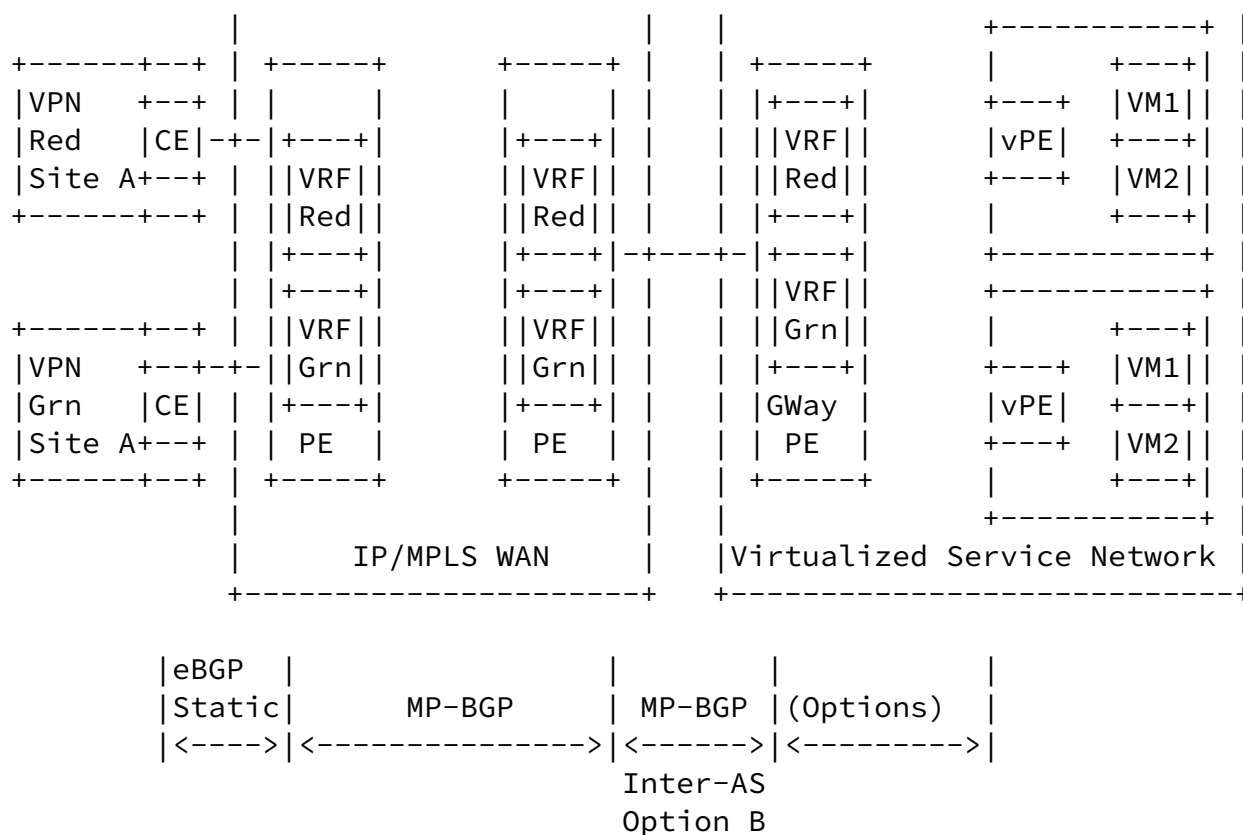 VM1
VPN
VRF vPE
Red CE Red VM2
Site A VRF VRF
Red Red
VRF
VRF VRF Grn
VPN Grn Grn VM1
Grn CE GWay vPE
Site A PE PE PE VM2
IP/MPLS WAN Virtualized Service Network
eBGP
Static MP-BGP MP-BGP (Options)
Inter-AS
Option B